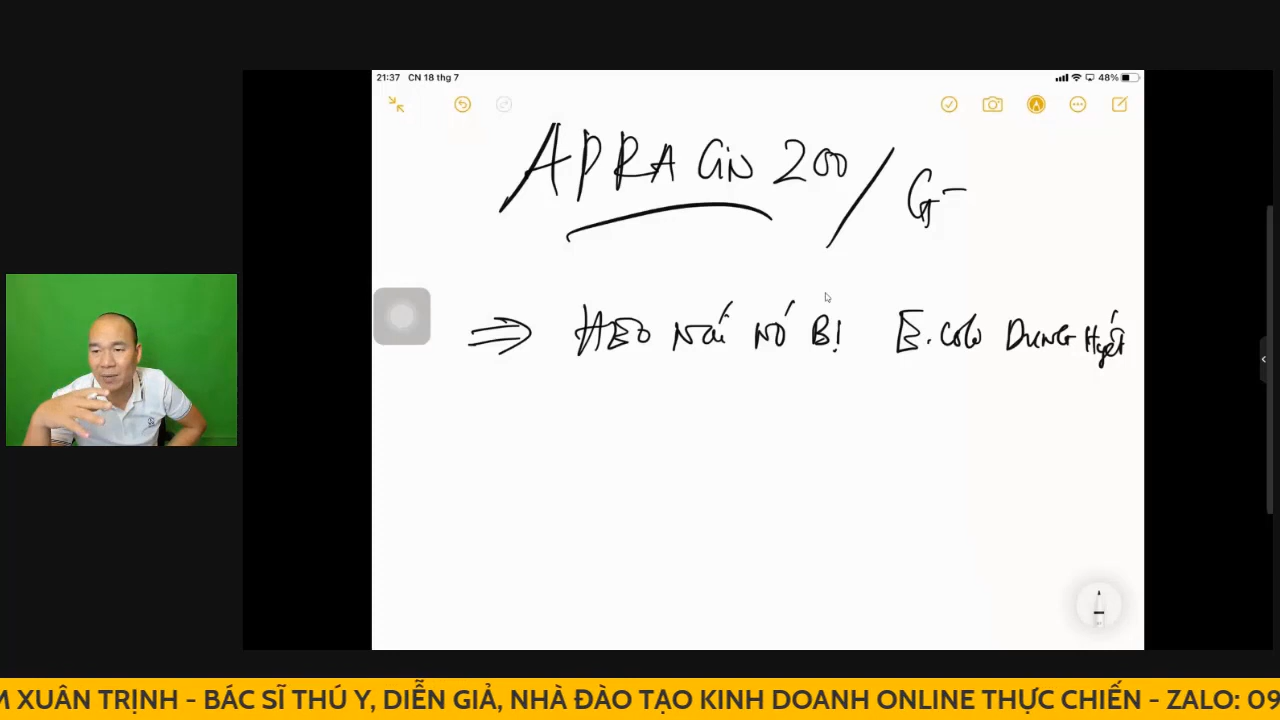 21:37 CN 18 thg 7
48%
APRA GiN 200 / G-
⇒ HEO Nái NÓ BỊ E. Coli DUNG Huyết
M XUÂN TRỊNH - BÁC SĨ THÚ Y, DIỄN GIẢ, NHÀ ĐÀO TẠO KINH DOANH ONLINE THỰC CHIẾN - ZALO: 09